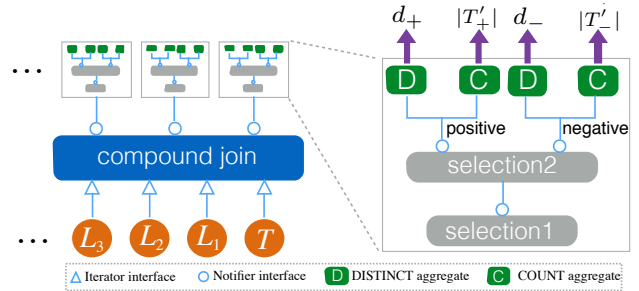 d₊ |T′₊| d₋ |T′₋|
D C D C
positive negative
selection2
selection1
... compound join
... L₃ L₂ L₁ T
Iterator interface Notifier interface D DISTINCT aggregate C COUNT aggregate